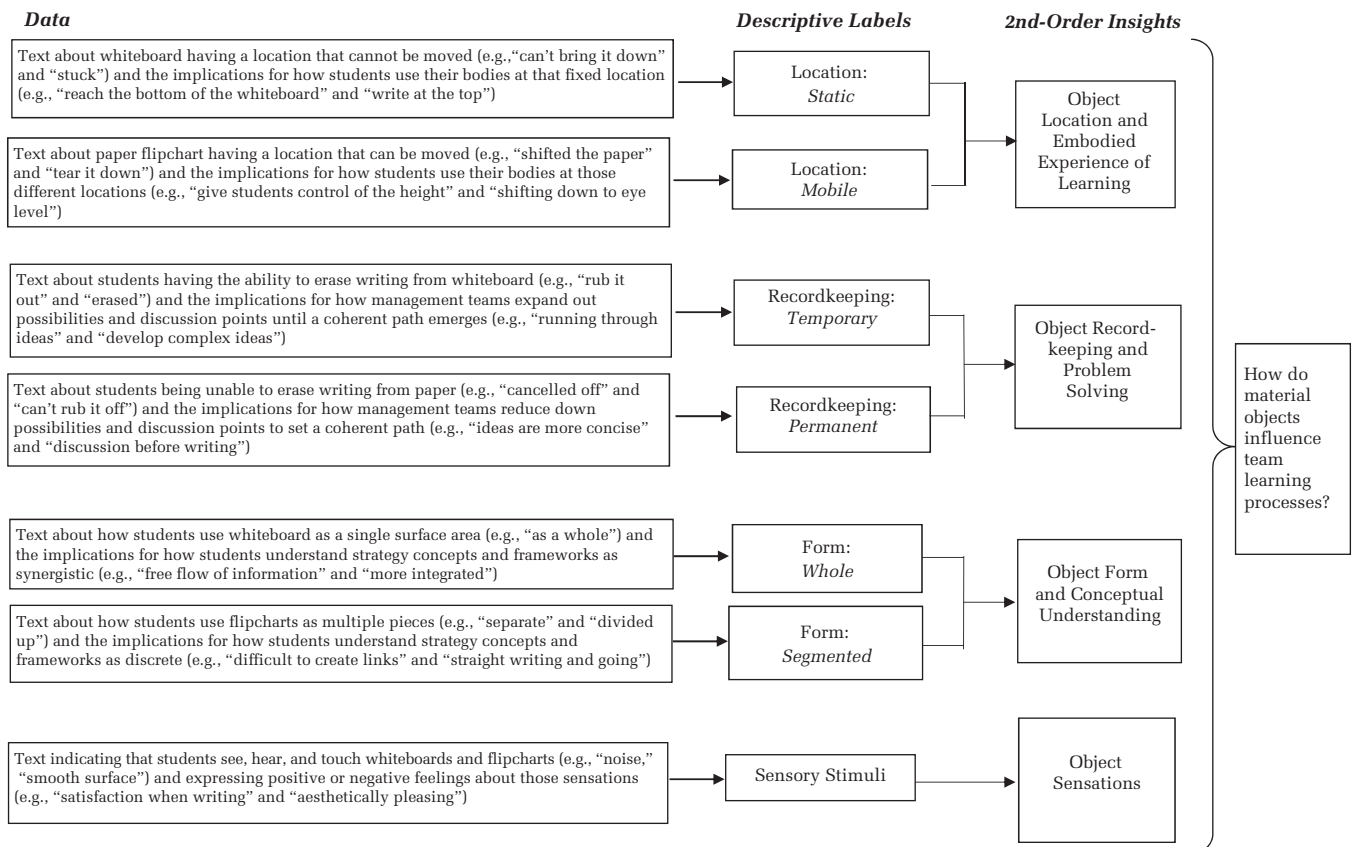 Data
Descriptive Labels
2nd-Order Insights
Text about whiteboard having a location that cannot be moved (e.g.,“can’t bring it down”
and “stuck”) and the implications for how students use their bodies at that fixed location
(e.g., “reach the bottom of the whiteboard” and “write at the top”)
Location:
Static
Text about paper flipchart having a location that can be moved (e.g., “shifted the paper”
and “tear it down”) and the implications for how students use their bodies at those
different locations (e.g., “give students control of the height” and “shifting down to eye
level”)
Location:
Mobile
Object
Location and
Embodied
Experience of
Learning
Text about students having the ability to erase writing from whiteboard (e.g., “rub it
out” and “erased”) and the implications for how management teams expand out
possibilities and discussion points until a coherent path emerges (e.g., “running through
ideas” and “develop complex ideas”)
Recordkeeping:
Temporary
Text about students being unable to erase writing from paper (e.g., “cancelled off” and
“can’t rub it off”) and the implications for how management teams reduce down
possibilities and discussion points to set a coherent path (e.g., “ideas are more concise”
and “discussion before writing”)
Recordkeeping:
Permanent
Object Record-
keeping and
Problem
Solving
Text about how students use whiteboard as a single surface area (e.g., “as a whole”) and
the implications for how students understand strategy concepts and frameworks as
synergistic (e.g., “free flow of information” and “more integrated”)
Form:
Whole
Text about how students use flipcharts as multiple pieces (e.g., “separate” and “divided
up”) and the implications for how students understand strategy concepts and
frameworks as discrete (e.g., “difficult to create links” and “straight writing and going”)
Form:
Segmented
Object Form
and Conceptual
Understanding
Text indicating that students see, hear, and touch whiteboards and flipcharts (e.g., “noise,”
“smooth surface”) and expressing positive or negative feelings about those sensations
(e.g., “satisfaction when writing” and “aesthetically pleasing”)
Sensory Stimuli
Object
Sensations
How do
material
objects
influence
team
learning
processes?